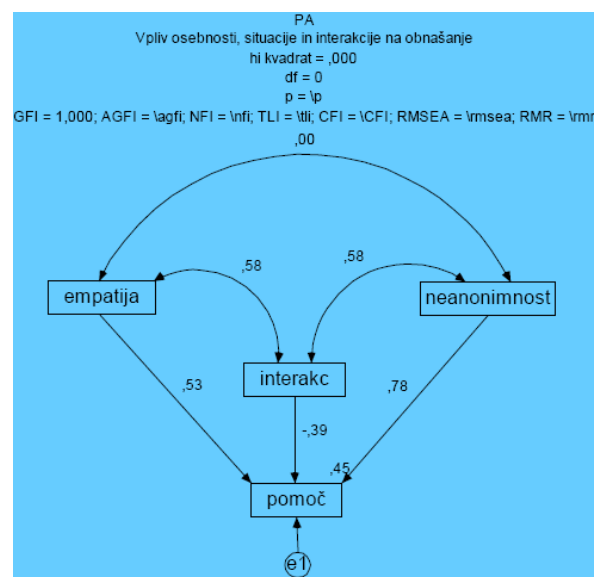 PA
Vpliv osebnosti, situacije in interakcije na obnašanje
hi kvadrat = ,000
df = 0
p = \p
GFI = 1,000; AGFI = \agfi; NFI = \nfi; TLI = \tli; CFI = \CFI; RMSEA = \rmsea; RMR = \rmr
,00
,58
,58
empatija
neanonimnost
interakc
,53
,78
-,39
,45
pomoč
e1